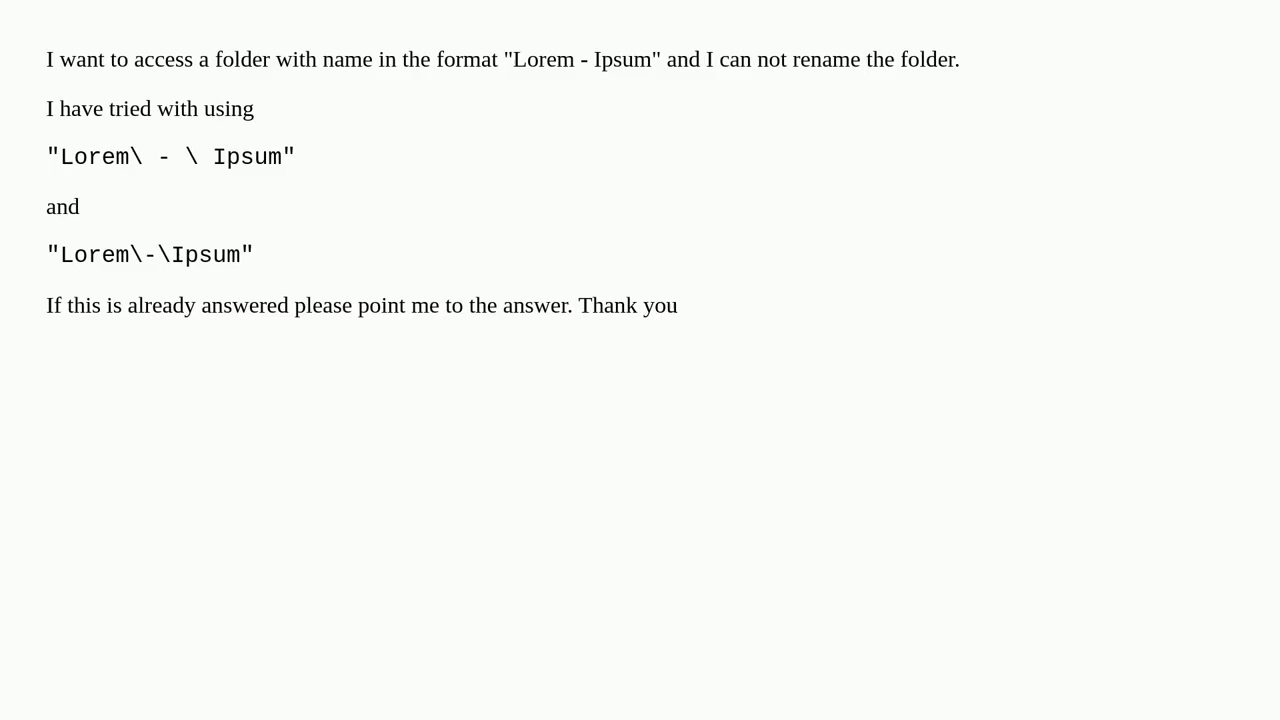 I want to access a folder with name in the format "Lorem - Ipsum" and I can not rename the folder.
I have tried with using
"Lorem\ - \ Ipsum"
and
"Lorem\-\Ipsum"
If this is already answered please point me to the answer. Thank you